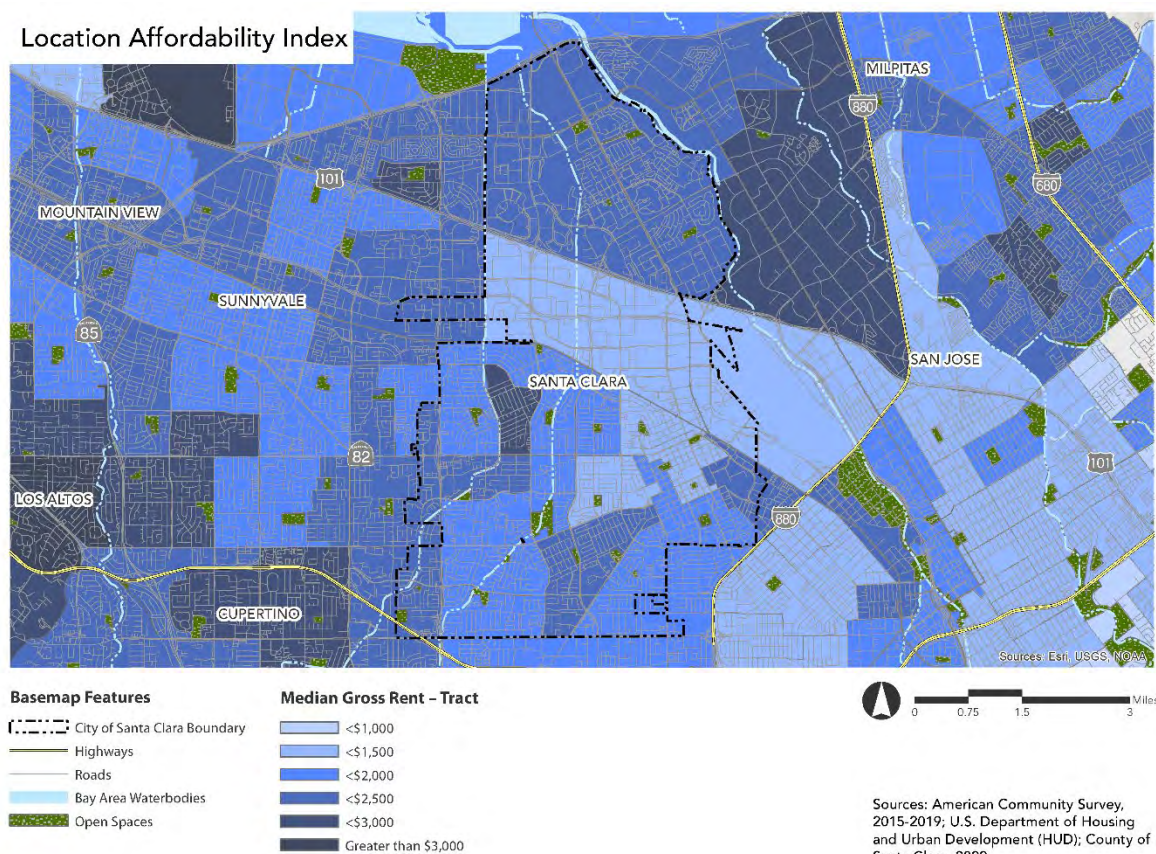 Location Affordability Index
MILPITAS
880
680
101
MOUNTAIN VIEW
SUNNYVALE
85
SANTA CLARA
SAN JOSE
82
101
LOS ALTOS
880
CUPERTINO
Sources: Esri, USGS, NOAA
Basemap Features
City of Santa Clara Boundary
Highways
Roads
Bay Area Waterbodies
Open Spaces
Median Gross Rent – Tract
<$1,000
<$1,500
<$2,000
<$2,500
<$3,000
Greater than $3,000
Miles
0 0.75 1.5 3
Sources: American Community Survey,
2015-2019; U.S. Department of Housing
and Urban Development (HUD); County of